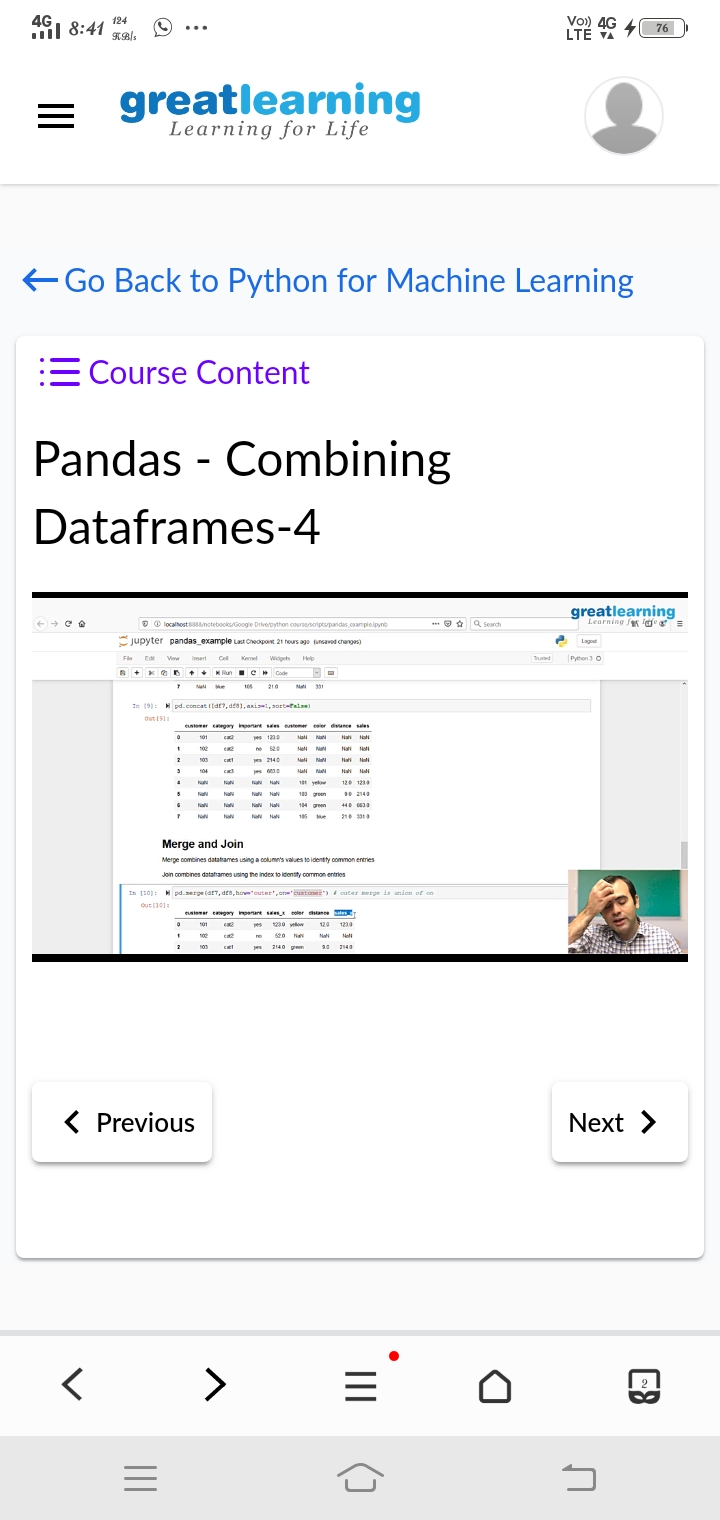 4G 8:41 124 KB/s ... Vo)) LTE 4G 76
greatlearning
Learning for Life
Go Back to Python for Machine Learning
Course Content
Pandas - Combining
Dataframes-4
greatlearning
Learning for Life
localhost:8888/notebooks/Google Drive/python course/scripts/pandas_example.ipynb ... Search
jupyter pandas_example Last Checkpoint: 21 hours ago (unsaved changes) Logout
File Edit View Insert Cell Kernel Widgets Help Trusted Python 3
Run Code
7 NaN blue 105 21.0 NaN 331
In [9]: pd.concat([df7,df8],axis=1,sort=False)
Out[9]:
customer category important sales customer color distance sales
0 101 cat2 yes 123.0 NaN NaN NaN NaN
1 102 cat2 no 52.0 NaN NaN NaN NaN
2 103 cat1 yes 214.0 NaN NaN NaN NaN
3 104 cat3 yes 663.0 NaN NaN NaN NaN
4 NaN NaN NaN NaN 101 yellow 12.0 123.0
5 NaN NaN NaN NaN 103 green 9.0 214.0
6 NaN NaN NaN NaN 104 green 44.0 663.0
7 NaN NaN NaN NaN 105 blue 21.0 331.0
Merge and Join
Merge combines dataframes using a column's values to identify common entries
Join combines dataframes using the index to identify common entries
In [10]: pd.merge(df7,df8,how='outer',on='customer') # outer merge is union of on
Out[10]:
customer category important sales_x color distance sales_y
0 101 cat2 yes 123.0 yellow 12.0 123.0
1 102 cat2 no 52.0 NaN NaN NaN
2 103 cat1 yes 214.0 green 9.0 214.0
Previous
Next
2